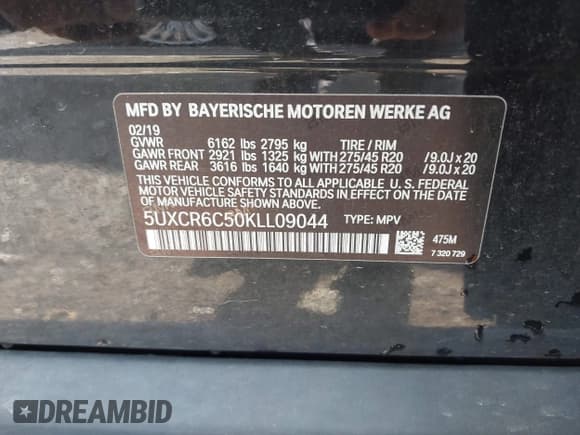 MFD BY BAYERISCHE MOTOREN WERKE AG
02/19
GVWR 6162 lbs 2795 kg TIRE / RIM
GAWR FRONT 2921 lbs 1325 kg WITH 275/45 R20 /9.0J x 20
GAWR REAR 3616 lbs 1640 kg WITH 275/45 R20 /9.0J x 20
THIS VEHICLE CONFORMS TO ALL APPLICABLE U. S. FEDERAL
MOTOR VEHICLE SAFETY STANDARDS IN EFFECT ON THE DATE
OF MANUFACTURE SHOWN ABOVE.
5UXCR6C50KLL09044 TYPE: MPV
475M
7 320 729
DREAMBID